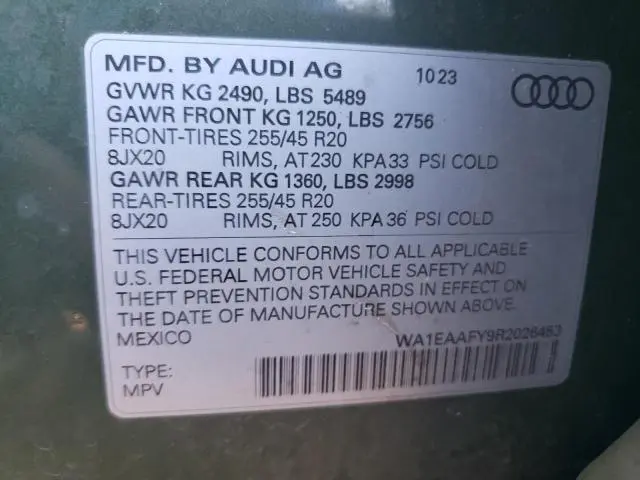 MFD. BY AUDI AG 10 23
GVWR KG 2490, LBS 5489
GAWR FRONT KG 1250, LBS 2756
FRONT-TIRES 255/45 R20
8JX20 RIMS, AT 230 KPA 33 PSI COLD
GAWR REAR KG 1360, LBS 2998
REAR-TIRES 255/45 R20
8JX20 RIMS, AT 250 KPA 36 PSI COLD
THIS VEHICLE CONFORMS TO ALL APPLICABLE
U.S. FEDERAL MOTOR VEHICLE SAFETY AND
THEFT PREVENTION STANDARDS IN EFFECT ON
THE DATE OF MANUFACTURE SHOWN ABOVE.
MEXICO WA1EAAFY9R2026463
TYPE:
MPV